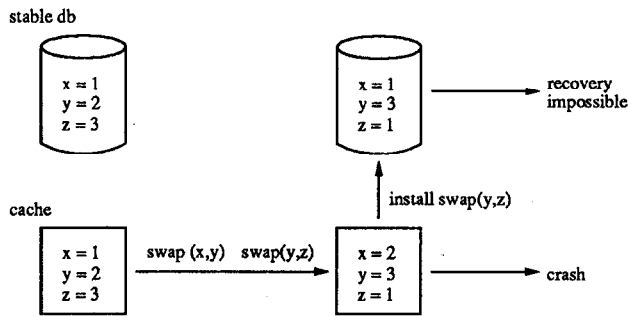 stable db
x = 1
y = 2
z = 3
x = 1
y = 3
z = 1
recovery
impossible
install swap(y,z)
cache
x = 1
y = 2
z = 3
swap (x,y) swap(y,z)
x = 2
y = 3
z = 1
crash